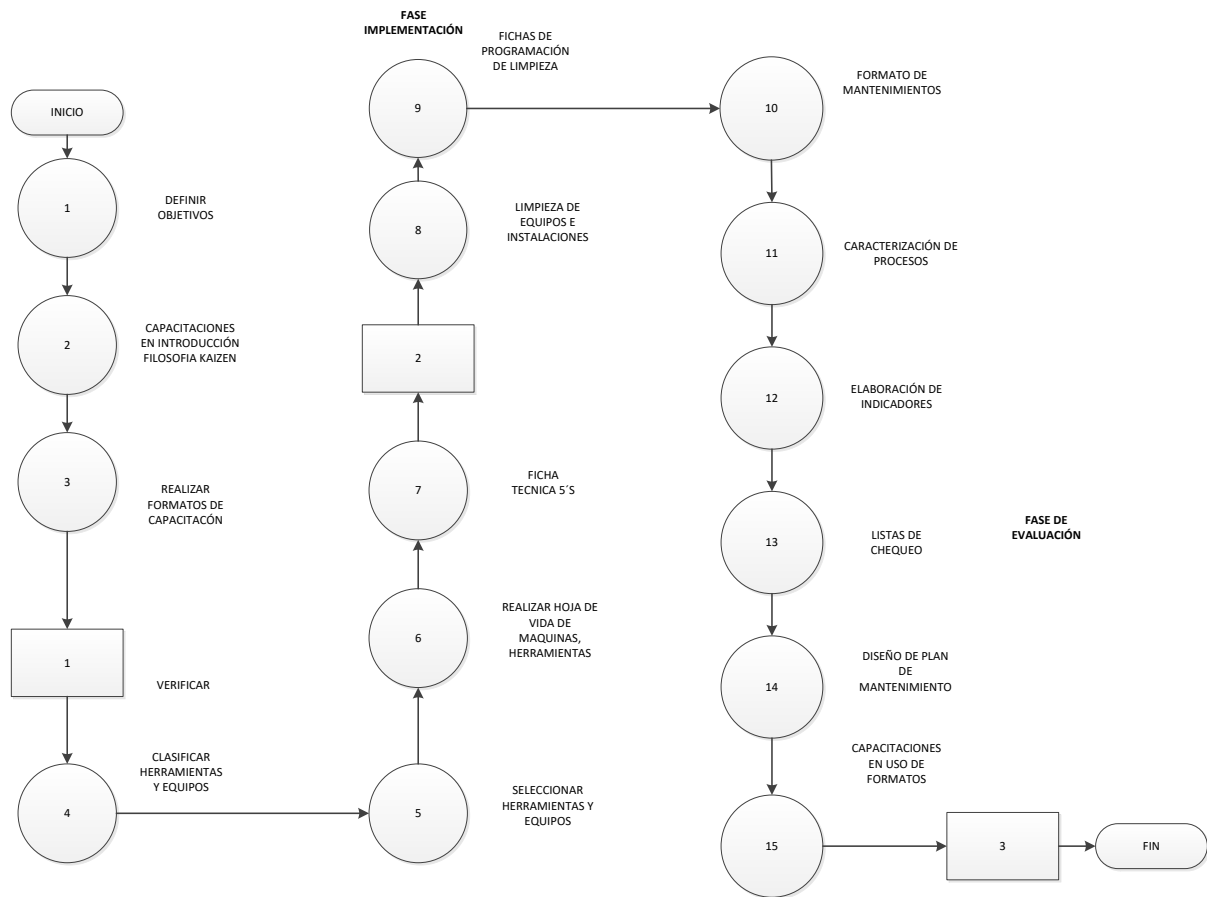 INICIO
1
DEFINIR
OBJETIVOS
2
CAPACITACIONES
EN INTRODUCCIÓN
FILOSOFIA KAIZEN
3
REALIZAR
FORMATOS DE
CAPACITACÓN
1
VERIFICAR
4
CLASIFICAR
HERRAMIENTAS
Y EQUIPOS
5
SELECCIONAR
HERRAMIENTAS Y
EQUIPOS
6
REALIZAR HOJA DE
VIDA DE
MAQUINAS,
HERRAMIENTAS
7
FICHA
TECNICA 5´S
2
8
LIMPIEZA DE
EQUIPOS E
INSTALACIONES
FASE
IMPLEMENTACIÓN
9
FICHAS DE
PROGRAMACIÓN
DE LIMPIEZA
10
FORMATO DE
MANTENIMIENTOS
11
CARACTERIZACIÓN DE
PROCESOS
12
ELABORACIÓN DE
INDICADORES
13
LISTAS DE
CHEQUEO
FASE DE
EVALUACIÓN
14
DISEÑO DE PLAN
DE
MANTENIMIENTO
15
CAPACITACIONES
EN USO DE
FORMATOS
3
FIN